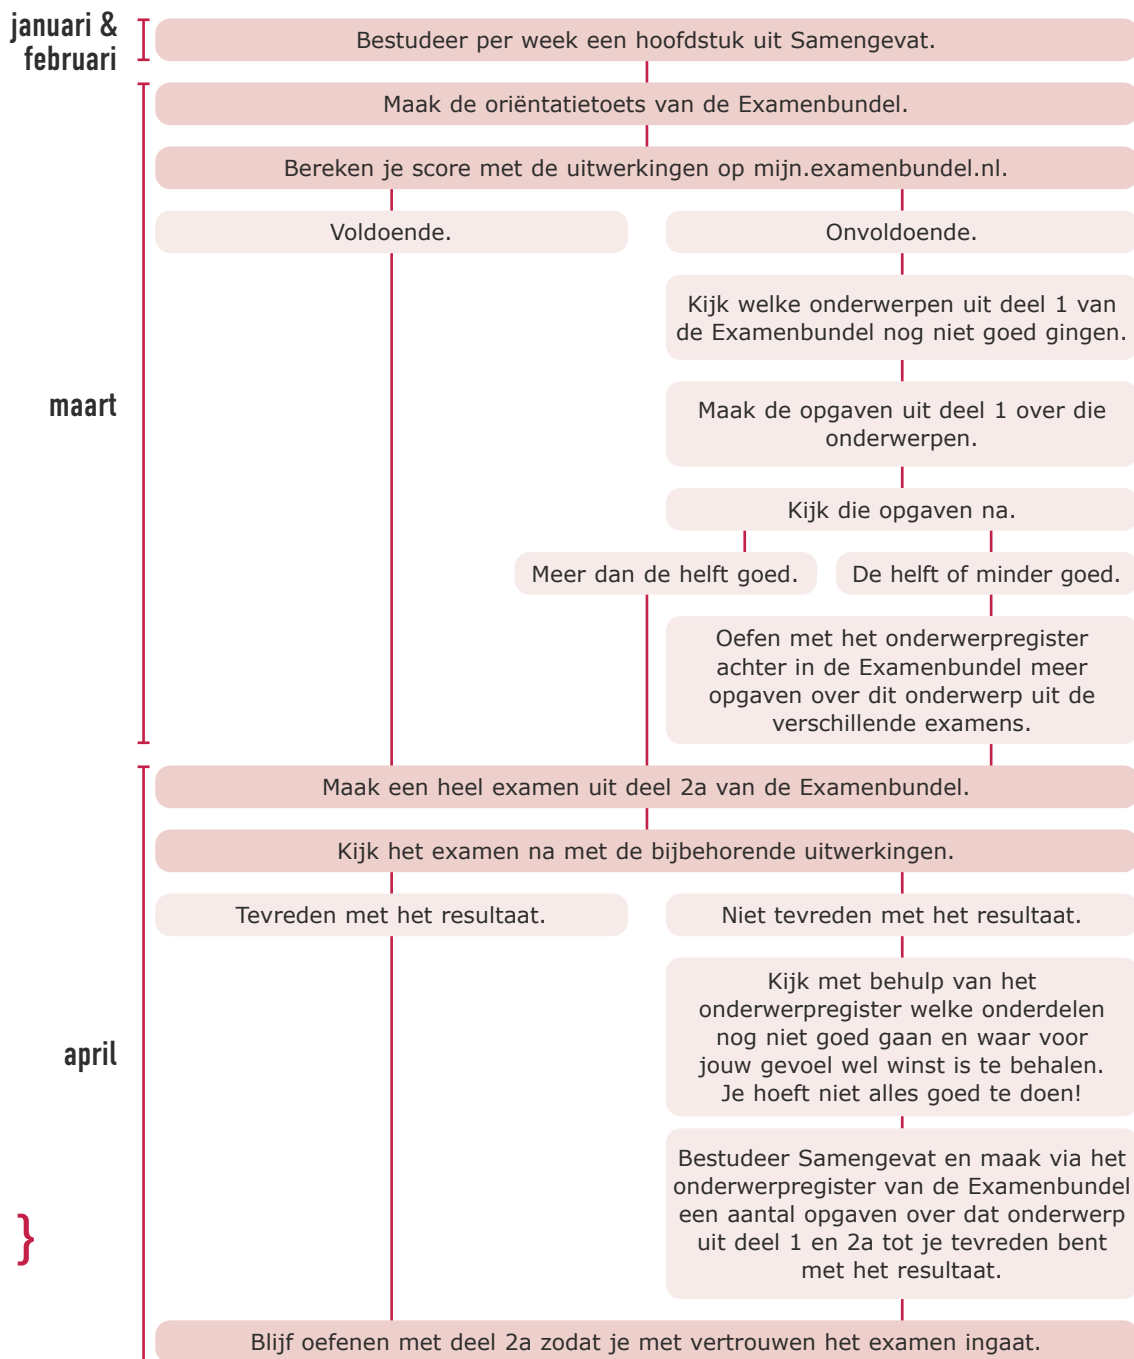 januari &
februari
Bestudeer per week een hoofdstuk uit Samengevat.
Maak de oriëntatietoets van de Examenbundel.
Bereken je score met de uitwerkingen op mijn.examenbundel.nl.
Voldoende.
Onvoldoende.
Kijk welke onderwerpen uit deel 1 van
de Examenbundel nog niet goed gingen.
maart
Maak de opgaven uit deel 1 over die
onderwerpen.
Kijk die opgaven na.
Meer dan de helft goed.
De helft of minder goed.
Oefen met het onderwerpregister
achter in de Examenbundel meer
opgaven over dit onderwerp uit de
verschillende examens.
Maak een heel examen uit deel 2a van de Examenbundel.
Kijk het examen na met de bijbehorende uitwerkingen.
Tevreden met het resultaat.
Niet tevreden met het resultaat.
Kijk met behulp van het
onderwerpregister welke onderdelen
nog niet goed gaan en waar voor
jouw gevoel wel winst is te behalen.
Je hoeft niet alles goed te doen!
april
Bestudeer Samengevat en maak via het
onderwerpregister van de Examenbundel
een aantal opgaven over dat onderwerp
uit deel 1 en 2a tot je tevreden bent
met het resultaat.
}
Blijf oefenen met deel 2a zodat je met vertrouwen het examen ingaat.